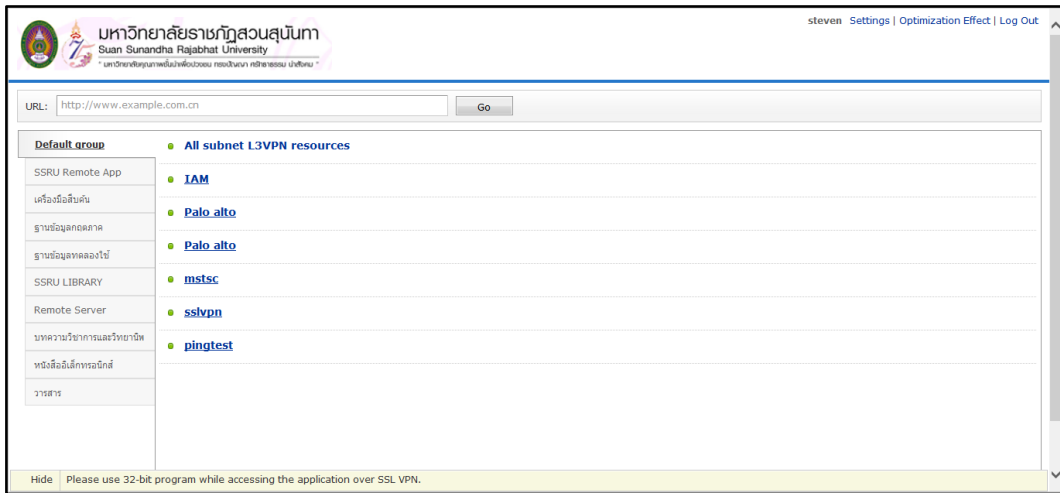 steven Settings | Optimization Effect | Log Out
มหาวิทยาลัยราชภัฏสวนสุนันทา
Suan Sunandha Rajabhat University
URL: http://www.example.com.cn Go
Default group
SSRU Remote App
เครื่องมือสืบค้น
ฐานข้อมูลกฤตภาค
ฐานข้อมูลทดลองใช้
SSRU LIBRARY
Remote Server
บทความวิชาการและวิทยานิพ
หนังสืออิเล็กทรอนิกส์
วารสาร
All subnet L3VPN resources
IAM
Palo alto
Palo alto
mstsc
sslvpn
pingtest
Hide Please use 32-bit program while accessing the application over SSL VPN.